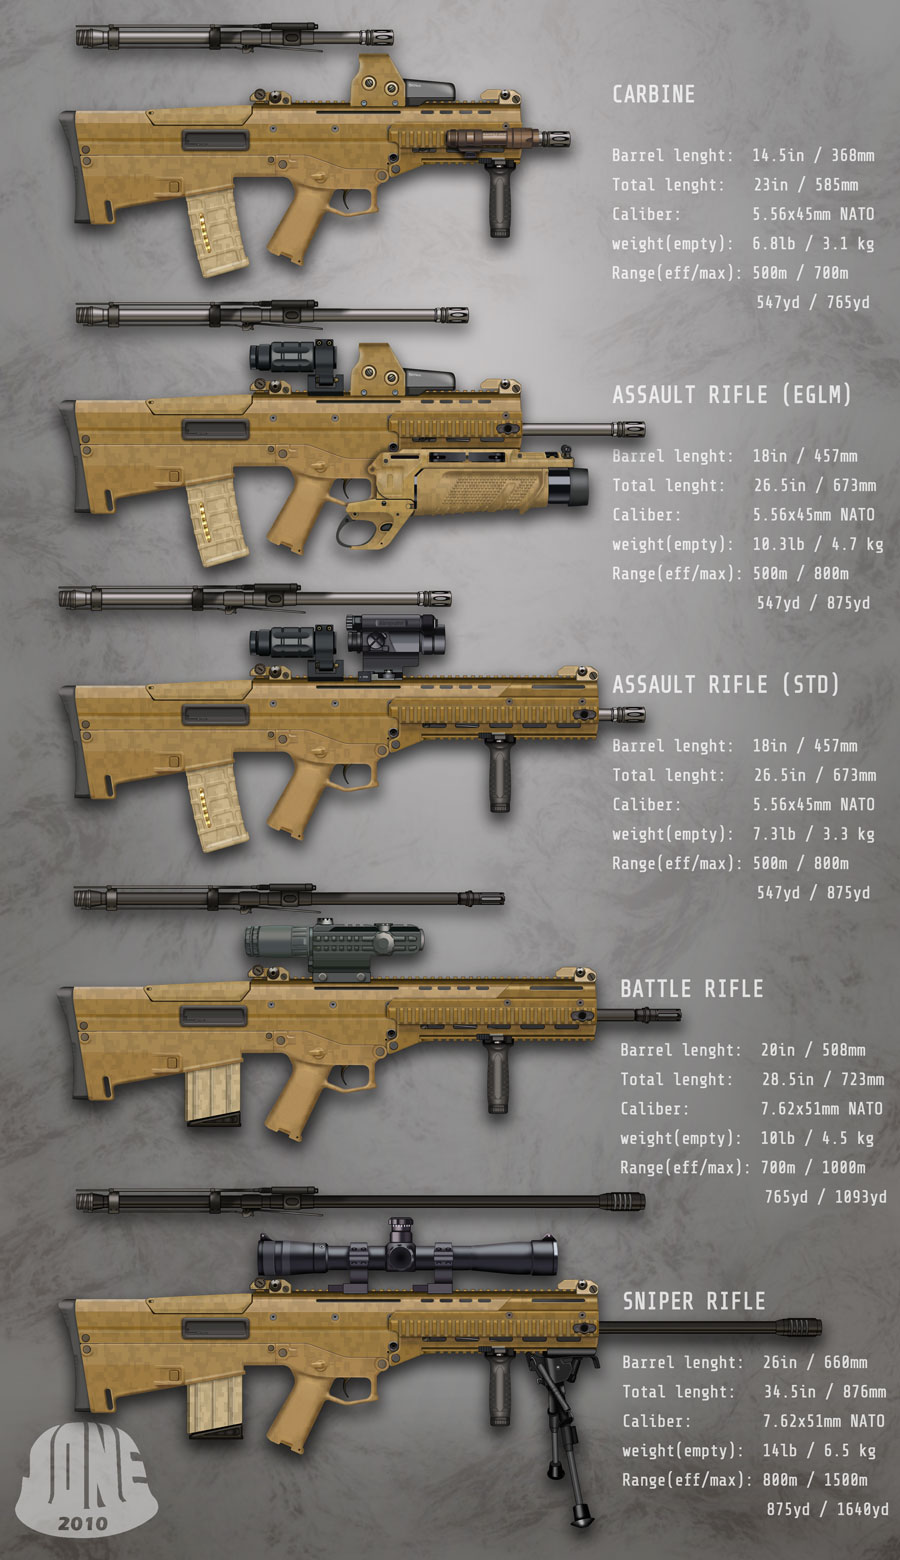 CARBINE
Barrel lenght: 14.5in / 368mm
Total lenght: 23in / 585mm
Caliber: 5.56x45mm NATO
weight(empty): 6.8lb / 3.1 kg
Range(eff/max): 500m / 700m
547yd / 765yd
ASSAULT RIFLE (EGLM)
Barrel lenght: 18in / 457mm
Total lenght: 26.5in / 673mm
Caliber: 5.56x45mm NATO
weight(empty): 10.3lb / 4.7 kg
Range(eff/max): 500m / 800m
547yd / 875yd
ASSAULT RIFLE (STD)
Barrel lenght: 18in / 457mm
Total lenght: 26.5in / 673mm
Caliber: 5.56x45mm NATO
weight(empty): 7.3lb / 3.3 kg
Range(eff/max): 500m / 800m
547yd / 875yd
BATTLE RIFLE
Barrel lenght: 20in / 508mm
Total lenght: 28.5in / 723mm
Caliber: 7.62x51mm NATO
weight(empty): 10lb / 4.5 kg
Range(eff/max): 700m / 1000m
765yd / 1093yd
SNIPER RIFLE
Barrel lenght: 26in / 660mm
Total lenght: 34.5in / 876mm
Caliber: 7.62x51mm NATO
weight(empty): 14lb / 6.5 kg
Range(eff/max): 800m / 1500m
875yd / 1640yd
JONE
2010